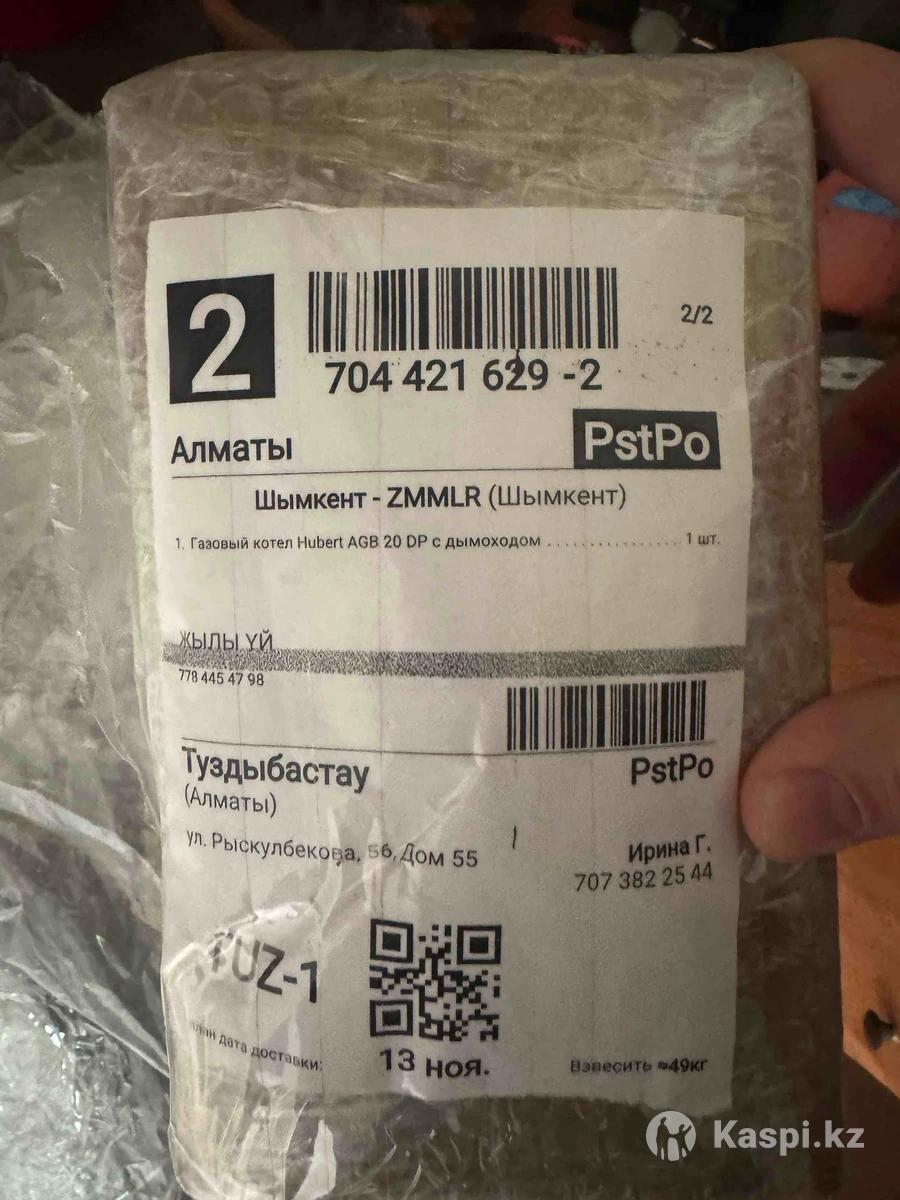 2
2/2
704 421 629 -2
Алматы
PstPo
Шымкент - ZMMLR (Шымкент)
1. Газовый котел Hubert AGB 20 DP с дымоходом ................. 1 шт.
ЖЫЛЫ ҮЙ
778 445 47 98
Туздыбастау
PstPo
(Алматы)
ул. Рыскулбекова, 56, Дом 55
Ирина Г.
707 382 25 44
TUZ-1
план дата доставки:
13 ноя.
Взвесить ≈49кг
Kaspi.kz